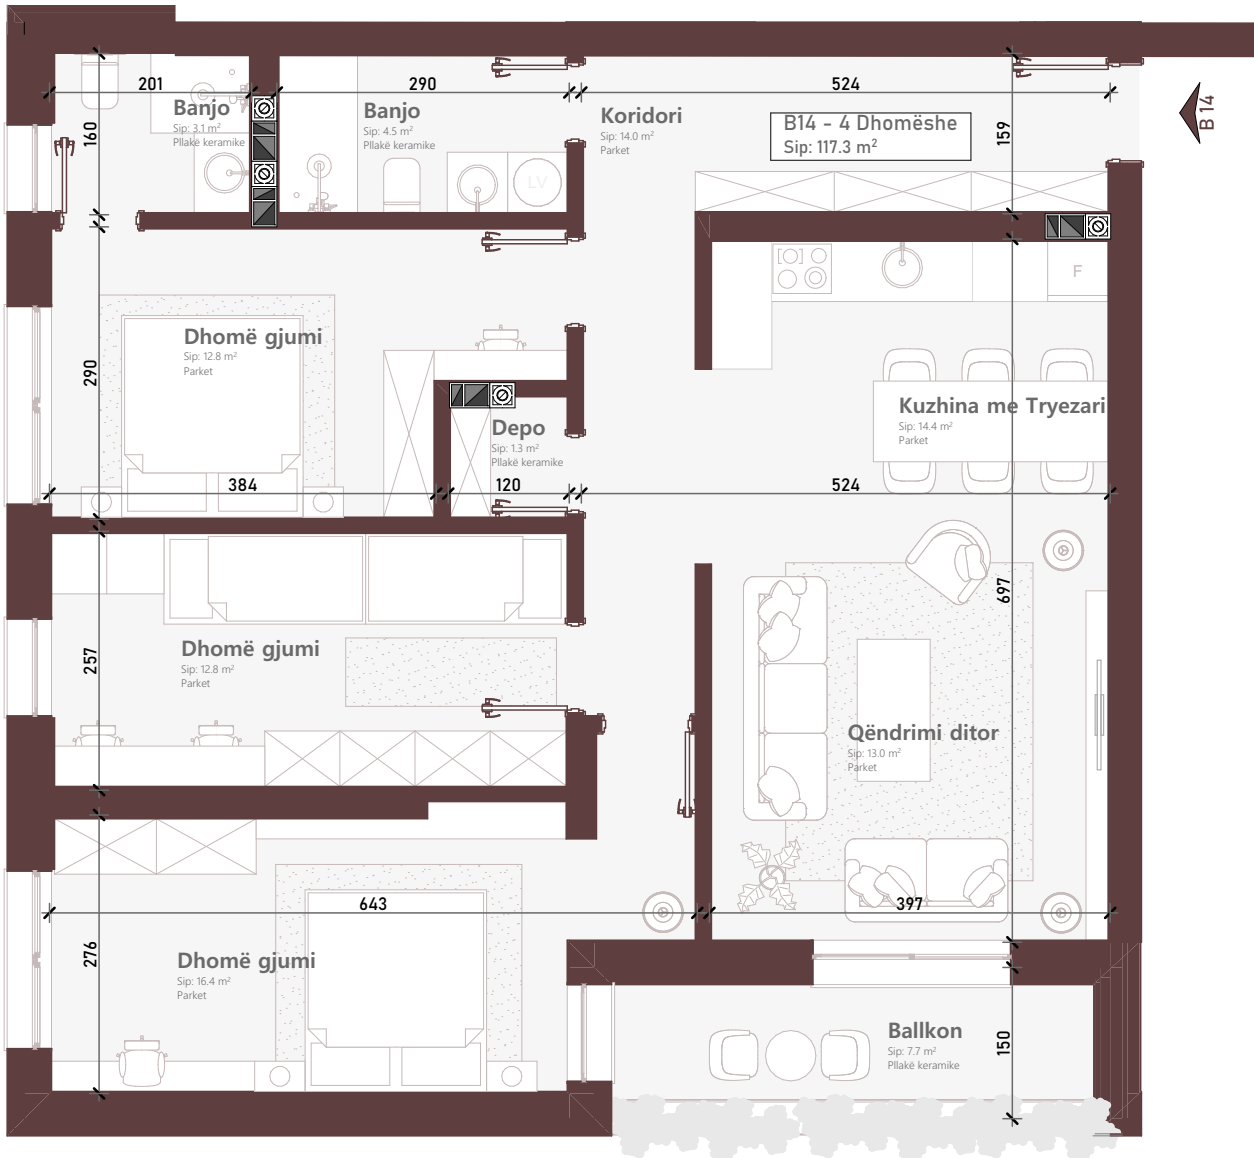 201
290
524
160
159
Banjo
Sip: 3.1 m²
Pllakë keramike
Banjo
Sip: 4.5 m²
Pllakë keramike
LV
Koridori
Sip: 14.0 m²
Parket
B14 - 4 Dhomëshe
Sip: 117.3 m²
B14
F
290
Dhomë gjumi
Sip: 12.8 m²
Parket
Depo
Sip: 1.3 m²
Pllakë keramike
Kuzhina me Tryezari
Sip: 14.4 m²
Parket
384
120
524
697
257
Dhomë gjumi
Sip: 12.8 m²
Parket
Qëndrimi ditor
Sip: 13.0 m²
Parket
643
397
276
Dhomë gjumi
Sip: 16.4 m²
Parket
150
Ballkon
Sip: 7.7 m²
Pllakë keramike